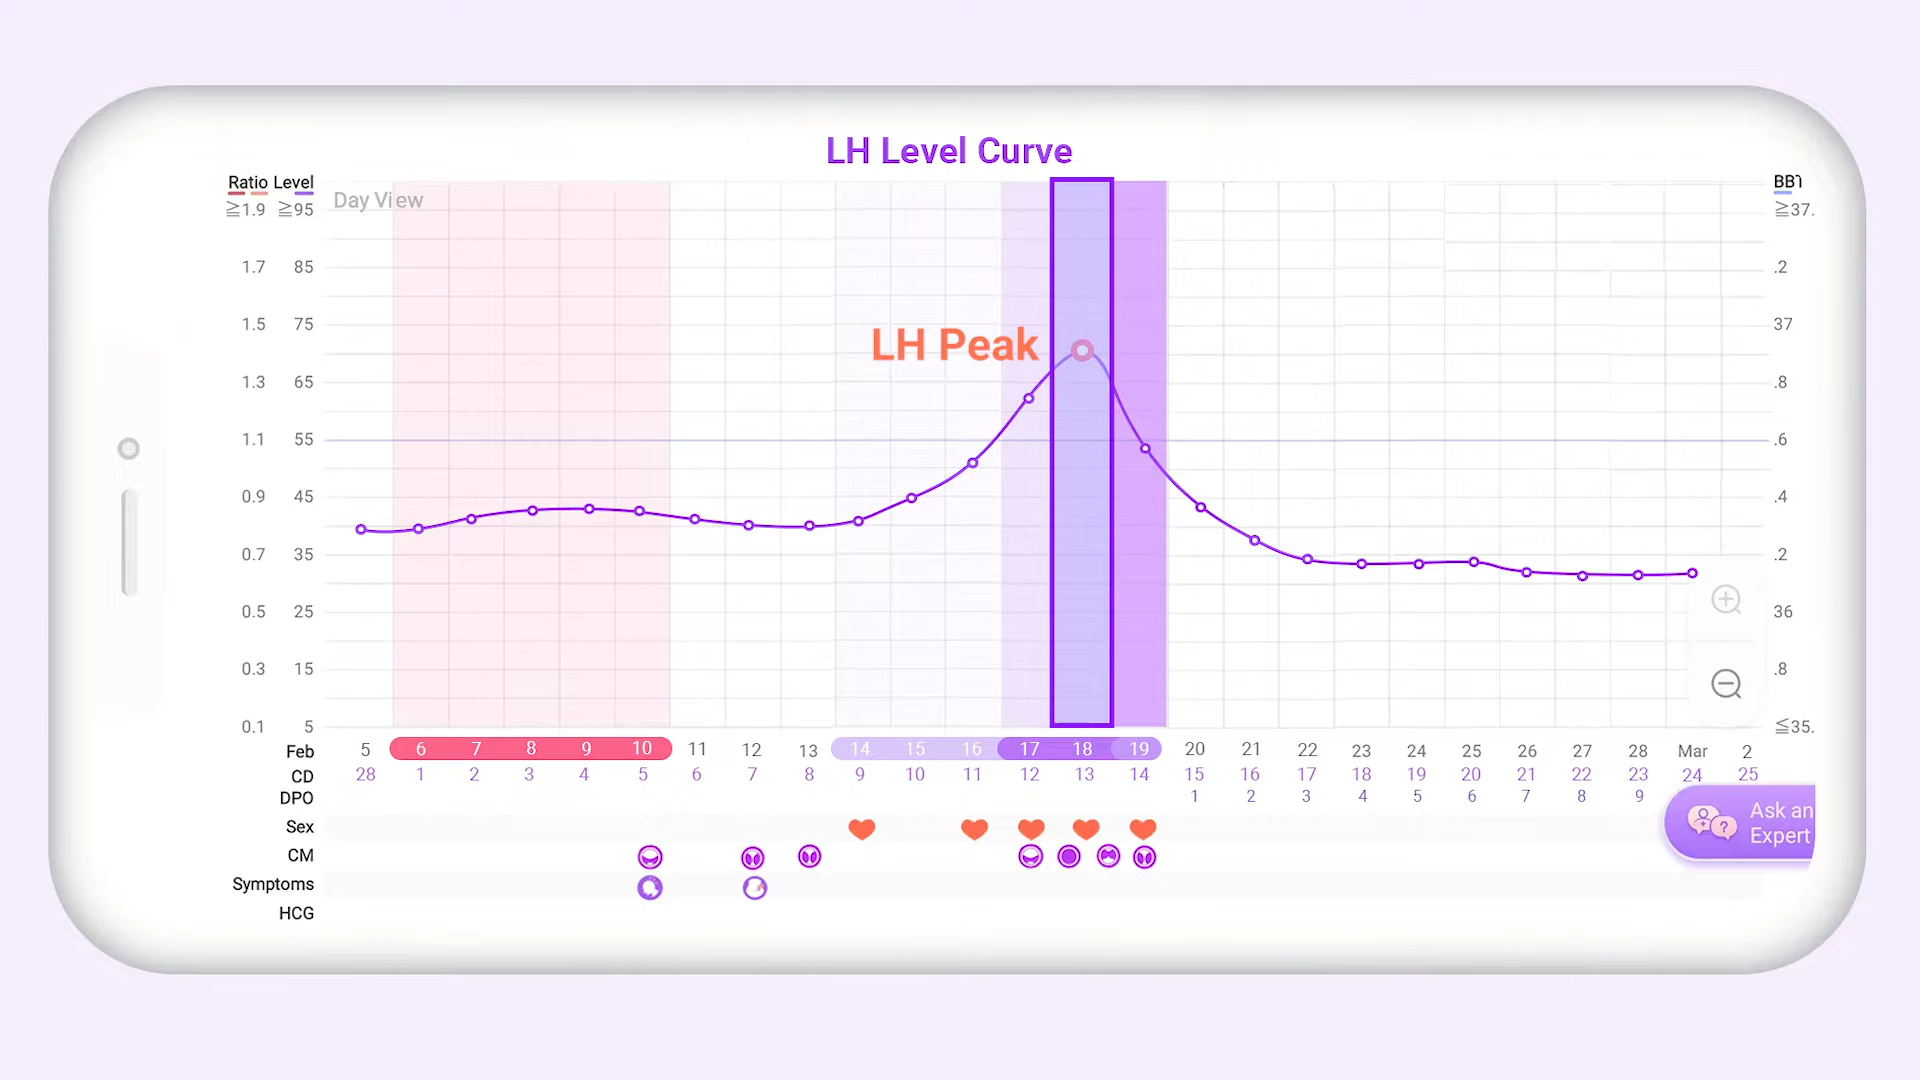 LH Level Curve
Ratio Level
BBT
Day View
≧1.9 ≧95
≧37.
1.7 85
.2
1.5 75
37
LH Peak
1.3 65
.8
1.1 55
.6
0.9 45
.4
0.7 35
.2
0.5 25
36
0.3 15
.8
0.1 5
≦35.
Feb 5 6 7 8 9 10 11 12 13 14 15 16 17 18 19 20 21 22 23 24 25 26 27 28 Mar 2
CD 28 1 2 3 4 5 6 7 8 9 10 11 12 13 14 15 16 17 18 19 20 21 22 23 24 25
DPO 1 2 3 4 5 6 7 8 9
Ask an
Expert
Sex
CM
Symptoms
HCG